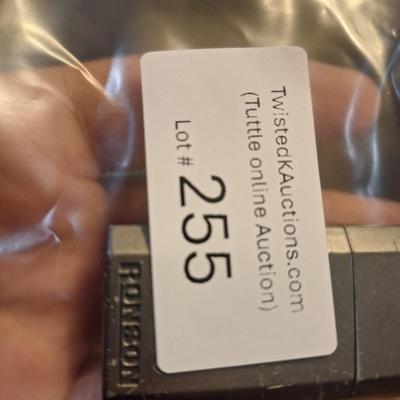 TwistedKAuctions.com
(Tuttle online Auction)
Lot # 255
RONSON